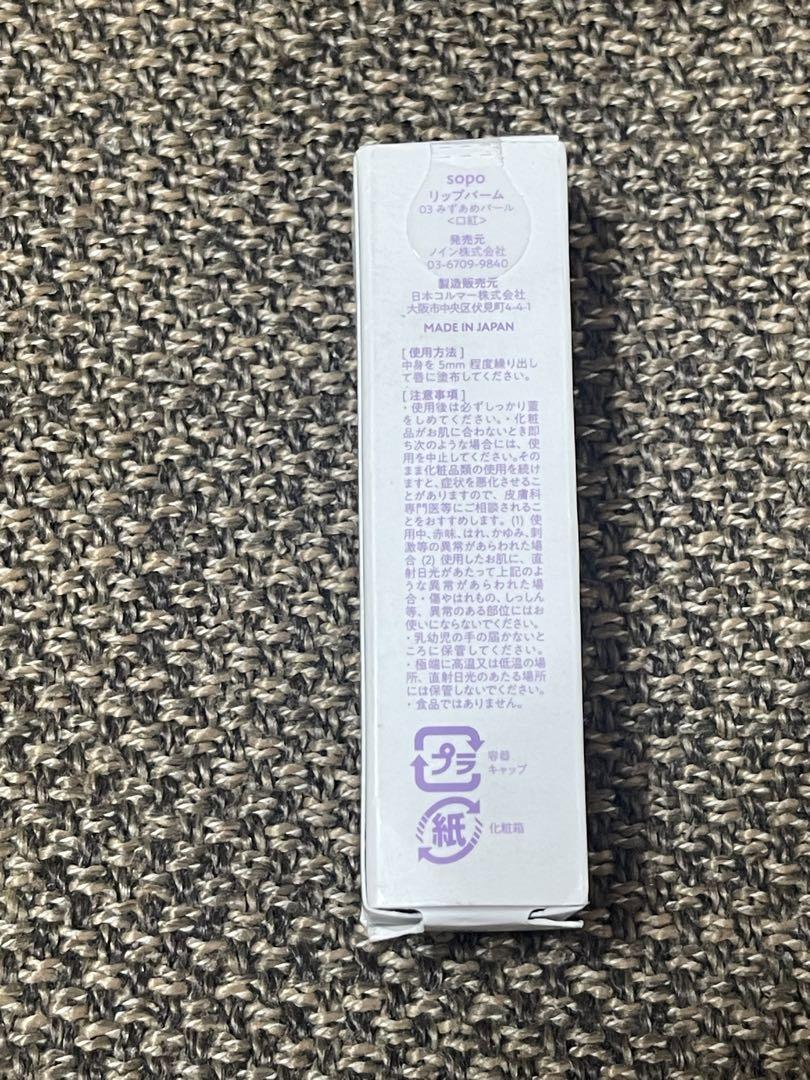 sopo
リップバーム
03 みずあめパール
<口紅>
発売元
ノイン株式会社
03-6709-9840
製造販売元
日本コルマー株式会社
大阪市中央区伏見町4-4-1
MADE IN JAPAN
[ 使用方法 ]
中身を 5mm 程度繰り出し
て唇に塗布してください。
[ 注意事項 ]
・使用後は必ずしっかり蓋
をしめてください。・化粧
品がお肌に合わないとき即
ち次のような場合には、使
用を中止してください。その
まま化粧品類の使用を続け
ますと、症状を悪化させるこ
とがありますので、皮膚科
専門医等にご相談されるこ
とをおすすめします。(1) 使
用中、赤味、はれ、かゆみ、刺
激等の異常があらわれた場
合 (2) 使用したお肌に、直
射日光があたって上記のよ
うな異常があらわれた場
合・傷やはれもの、しっしん
等、異常のある部位にはお
使いにならないでください。
・乳幼児の手の届かないと
ころに保管してください。
・極端に高温又は低温の場
所、直射日光のあたる場所
には保管しないでください。
・食品ではありません。
プラ
容器
キャップ
紙
化粧箱